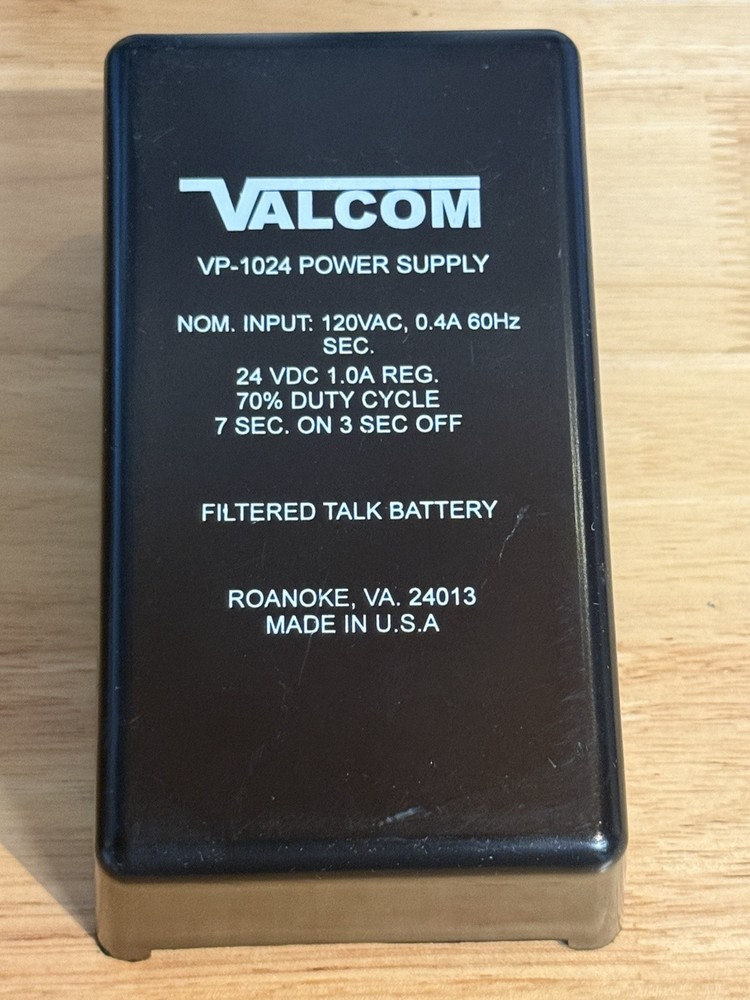 VALCOM
VP-1024 POWER SUPPLY
NOM. INPUT: 120VAC, 0.4A 60Hz
SEC.
24 VDC 1.0A REG.
70% DUTY CYCLE
7 SEC. ON 3 SEC OFF
FILTERED TALK BATTERY
ROANOKE, VA. 24013
MADE IN U.S.A